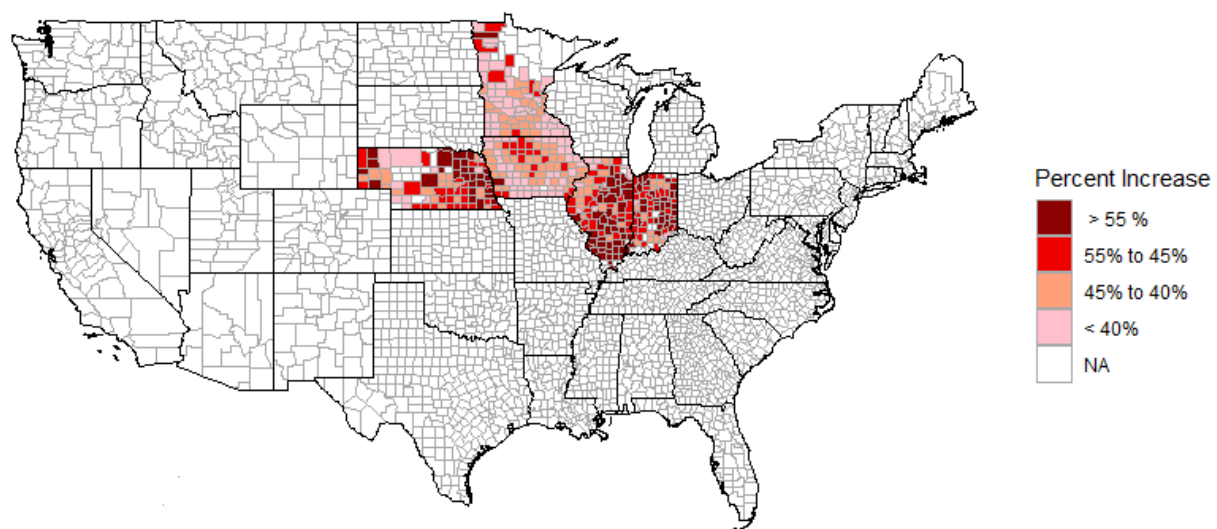 Percent Increase
> 55 %
55% to 45%
45% to 40%
< 40%
NA